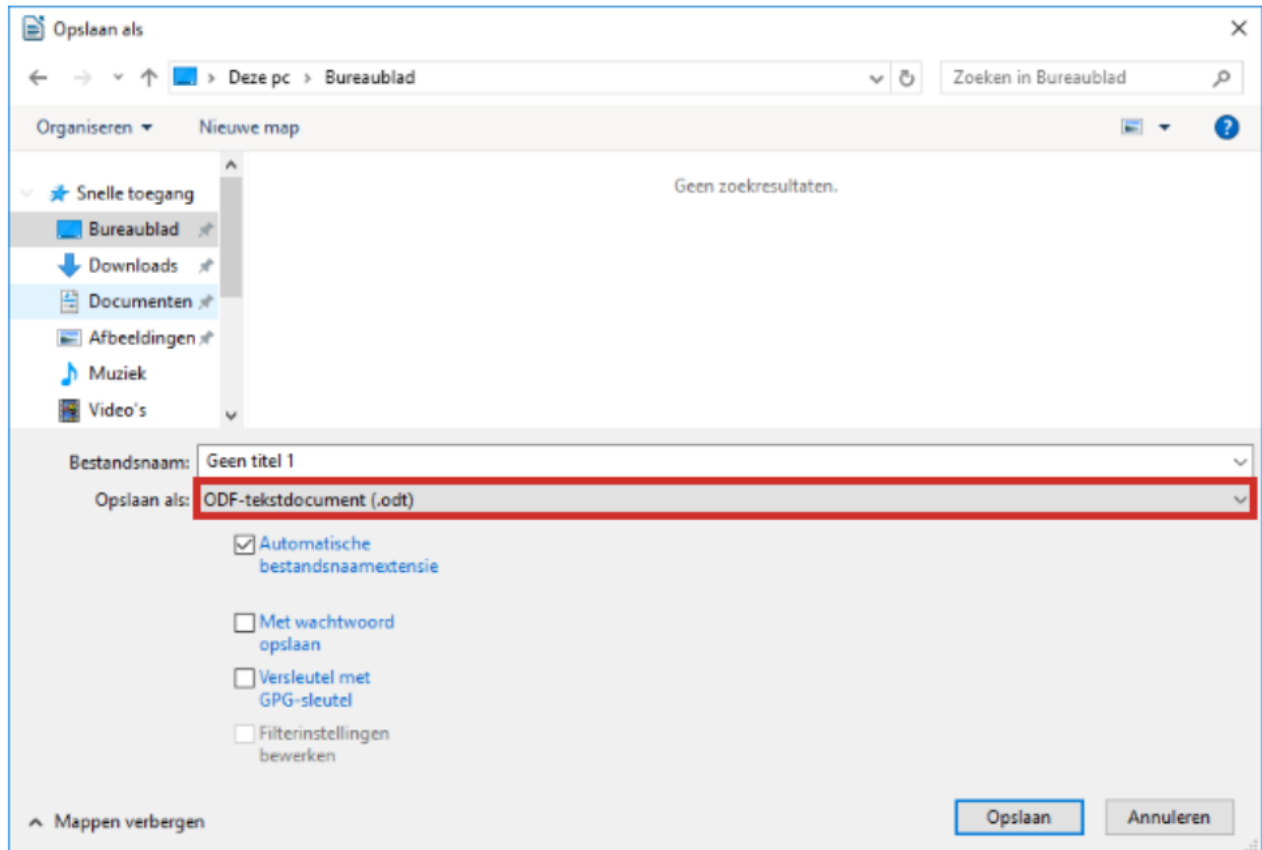 Opslaan als
Deze pc > Bureaublad
Zoeken in Bureaublad
Organiseren
Nieuwe map
Snelle toegang
Bureaublad
Downloads
Documenten
Afbeeldingen
Muziek
Video's
Geen zoekresultaten.
Bestandsnaam: Geen titel 1
Opslaan als: ODF-tekstdocument (.odt)
Automatische
bestandsnaamextensie
Met wachtwoord
opslaan
Versleutel met
GPG-sleutel
Filterinstellingen
bewerken
Mappen verbergen
Opslaan
Annuleren